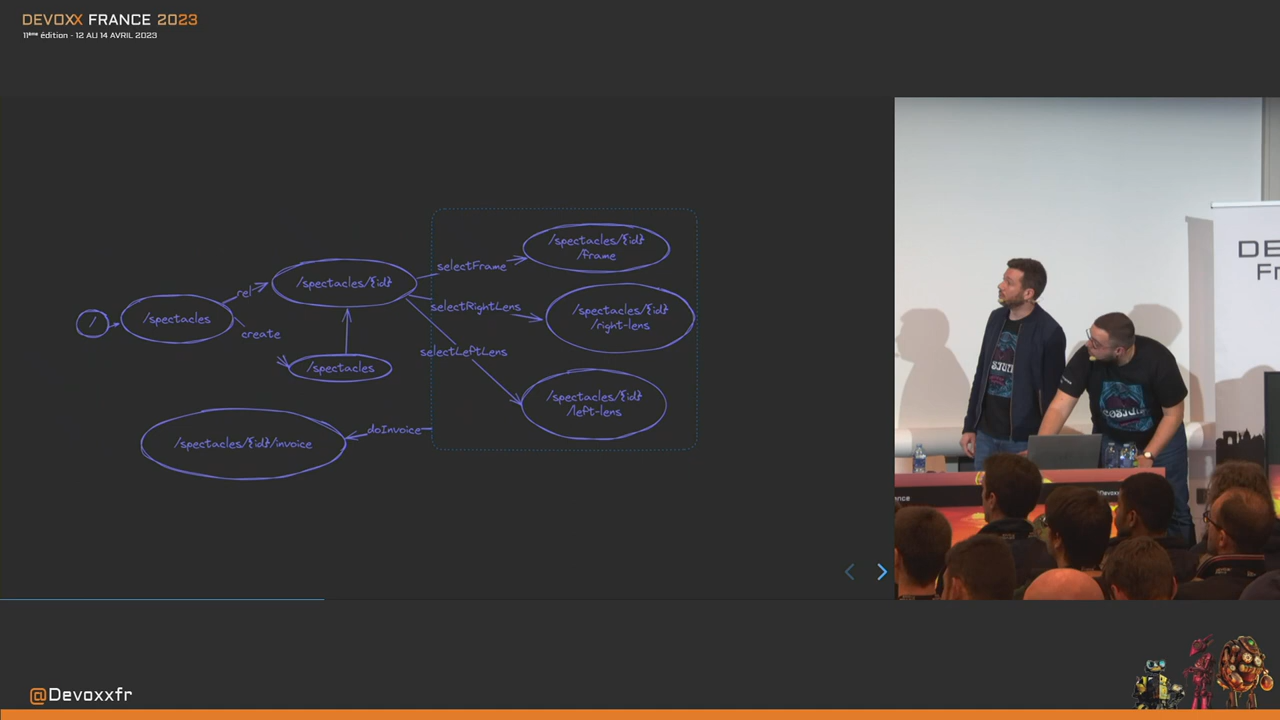 DEVOXX FRANCE 2023
11ème édition - 12 AU 14 AVRIL 2023
/
/spectacles
rel
create
/spectacles/{id}
/spectacles
selectFrame
selectRightLens
selectLeftLens
/spectacles/{id}
/frame
/spectacles/{id}
/right-lens
/spectacles/{id}
/left-lens
doInvoice
/spectacles/{id}/invoice
@Devoxxfr